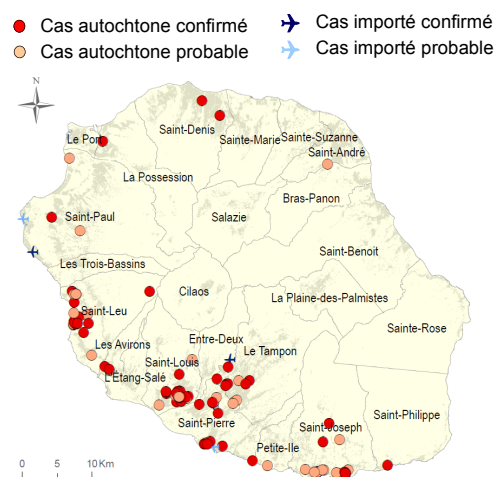 Cas autochtone confirmé
Cas importé confirmé
Cas autochtone probable
Cas importé probable
N
Saint-Denis
Sainte-Marie
Sainte-Suzanne
Le Port
Saint-André
La Possession
Bras-Panon
Saint-Paul
Salazie
Saint-Benoit
Les Trois-Bassins
Cilaos
La Plaine-des-Palmistes
Saint-Leu
Sainte-Rose
Les Avirons
Entre-Deux
Le Tampon
Saint-Louis
L'Étang-Salé
Saint-Philippe
Saint-Pierre
Saint-Joseph
Petite-Ile
0 5 10 Km